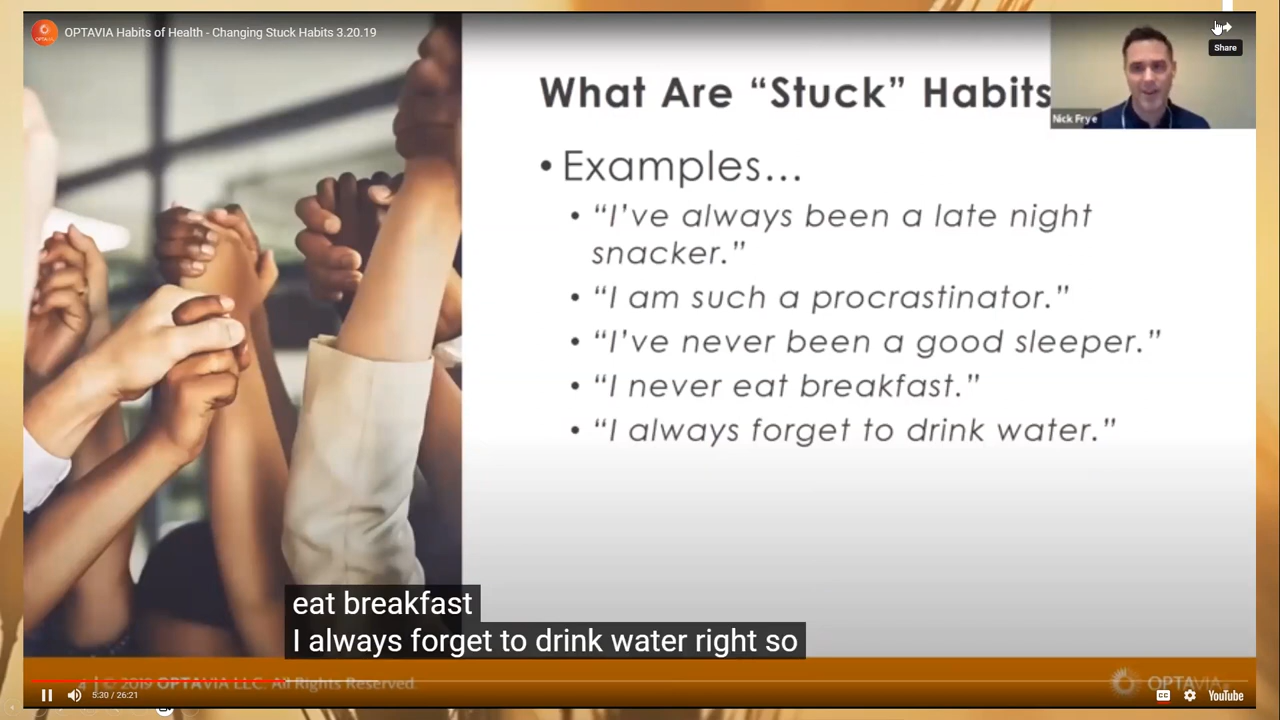 OPTAVIA Habits of Health - Changing Stuck Habits 3.20.19
Share
Nick Frye
What Are “Stuck” Habits
• Examples…
• “I’ve always been a late night
snacker.”
• “I am such a procrastinator.”
• “I’ve never been a good sleeper.”
• “I never eat breakfast.”
• “I always forget to drink water.”
eat breakfast
I always forget to drink water right so
4 | © 2019 OPTAVIA LLC. All Rights Reserved.
OPTAVIA
5:30 / 26:21
CC
YouTube